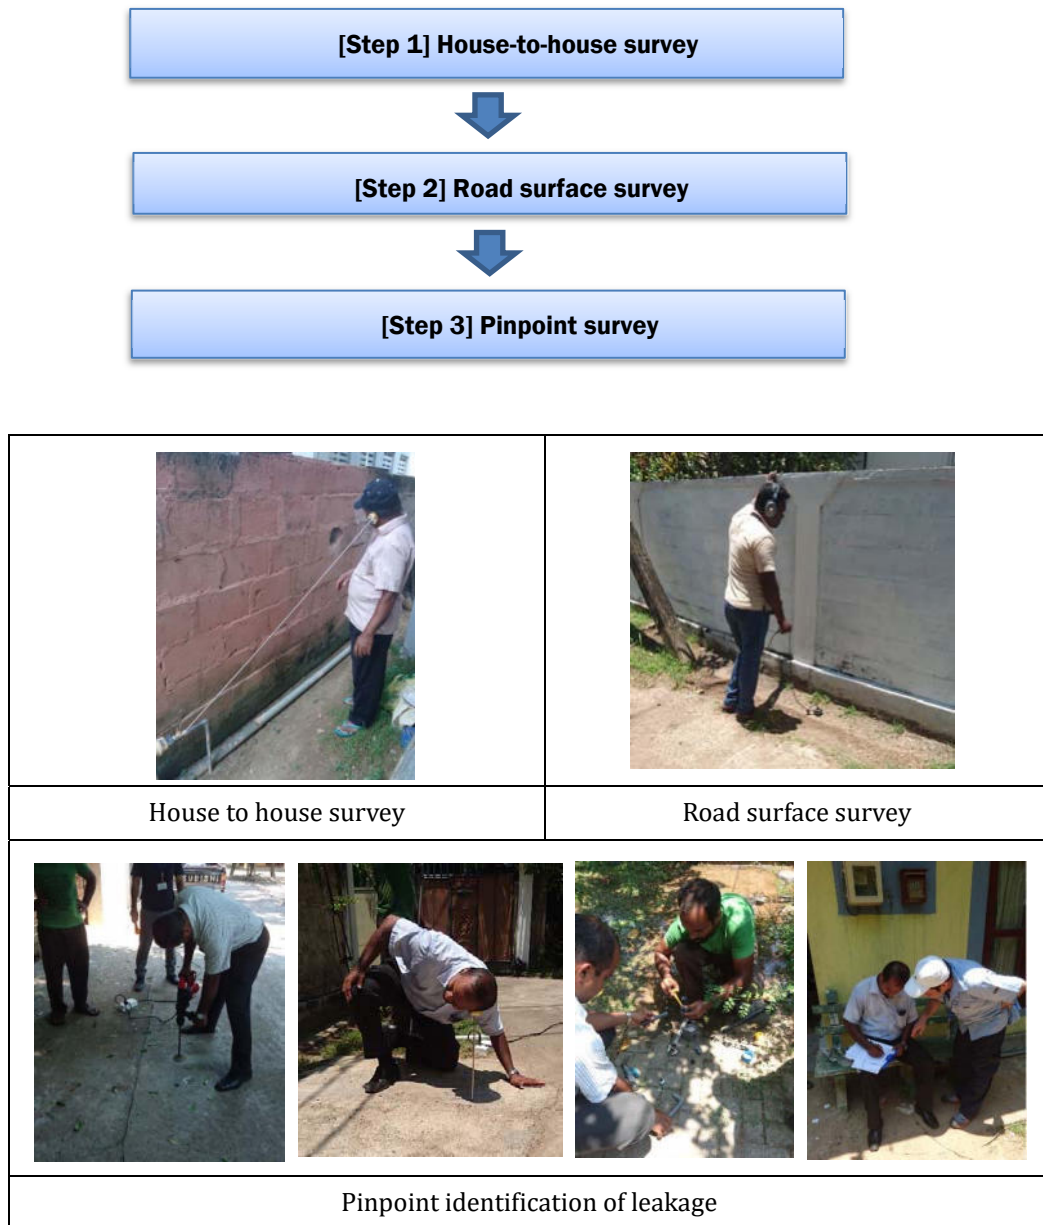 [Step 1] House-to-house survey
[Step 2] Road surface survey
[Step 3] Pinpoint survey
House to house survey
Road surface survey
Pinpoint identification of leakage